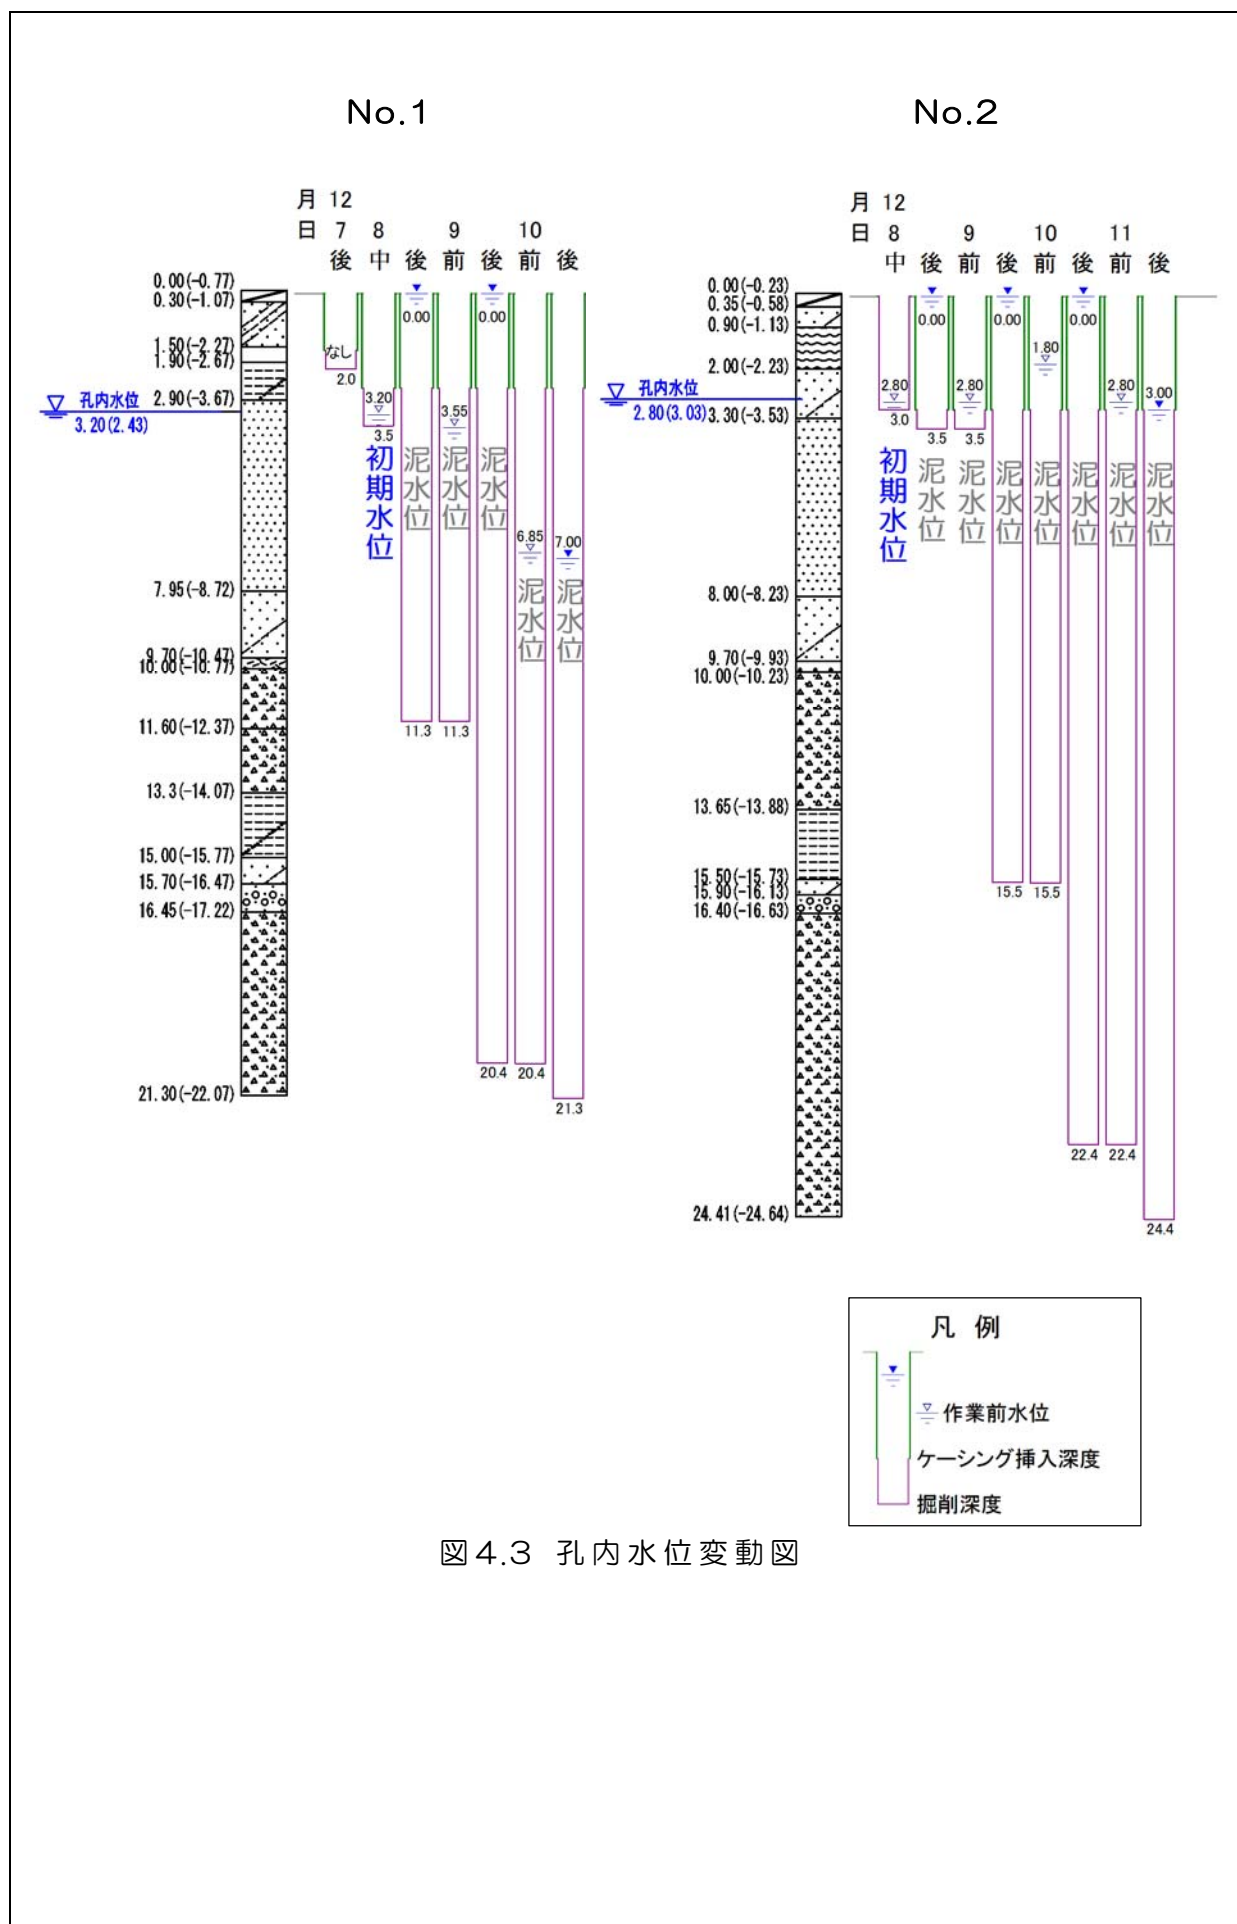 No.1
月 12
日 7 8 9 10
後 中 後 前 後 前 後
0.00(-0.77)
0.30(-1.07)
1.50(-2.27)
1.90(-2.67)
2.90(-3.67)
孔内水位
3.20(2.43)
7.95(-8.72)
9.70(-10.47)
10.00(-10.77)
11.60(-12.37)
13.3(-14.07)
15.00(-15.77)
15.70(-16.47)
16.45(-17.22)
21.30(-22.07)
なし
2.0
3.20
3.5
初期水位
0.00
泥水位
11.3
3.55
泥水位
11.3
0.00
泥水位
20.4
6.85
泥水位
20.4
7.00
泥水位
21.3
No.2
月 12
日 8 9 10 11
中 後 前 後 前 後 前 後
0.00(-0.23)
0.35(-0.58)
0.90(-1.13)
2.00(-2.23)
孔内水位
2.80(3.03)
3.30(-3.53)
8.00(-8.23)
9.70(-9.93)
10.00(-10.23)
13.65(-13.88)
15.50(-15.73)
15.90(-16.13)
16.40(-16.63)
24.41(-24.64)
2.80
3.0
初期水位
0.00
3.5
泥水位
2.80
3.5
泥水位
0.00
泥水位
15.5
1.80
泥水位
15.5
0.00
泥水位
22.4
2.80
泥水位
22.4
3.00
泥水位
24.4
凡 例
作業前水位
ケーシング挿入深度
掘削深度
図4.3 孔内水位変動図